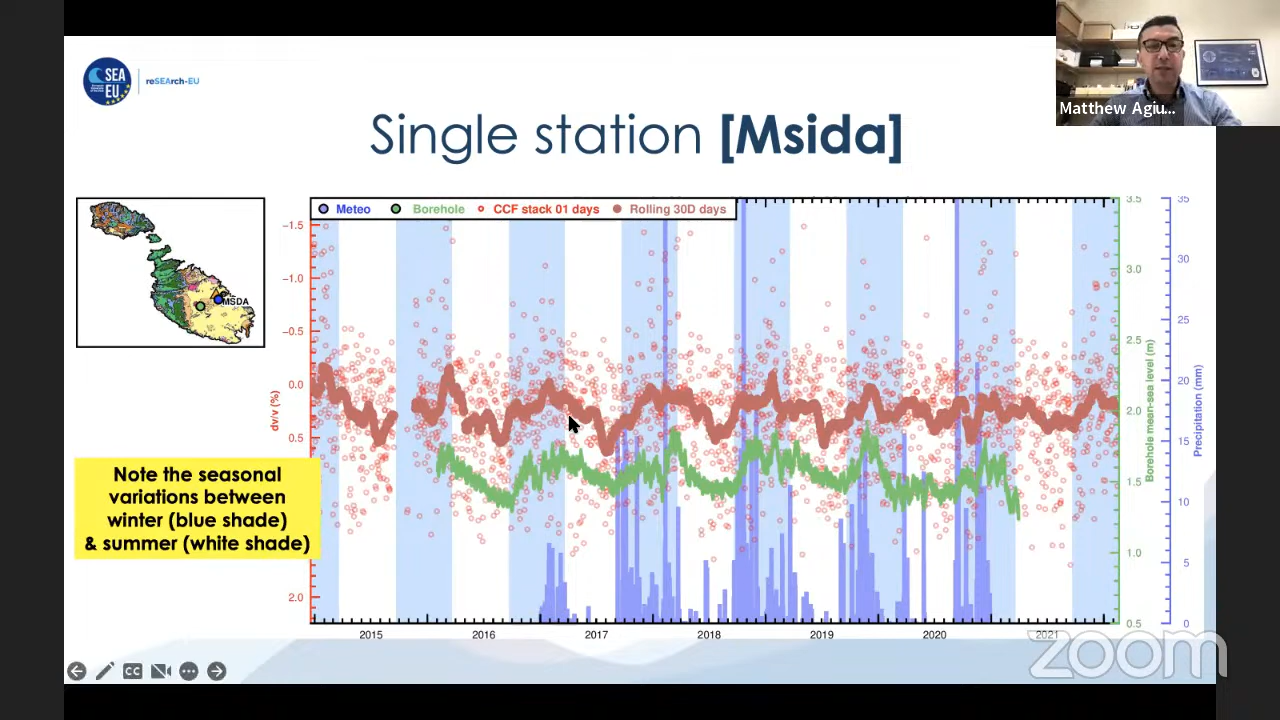 SEA
EU
reSEArch-EU
Matthew Agiu...
Single station [Msida]
Meteo
Borehole
CCF stack 01 days
Rolling 30D days
MSDA
Note the seasonal
variations between
winter (blue shade)
& summer (white shade)
dv/v (%)
−1.5
−1.0
−0.5
0.0
0.5
2.0
2015
2016
2017
2018
2019
2020
2021
3.5
3.0
2.5
2.0
1.5
1.0
0.5
Borehole mean-sea level (m)
35
30
25
20
15
10
5
0
Precipitation (mm)
CC
zoom